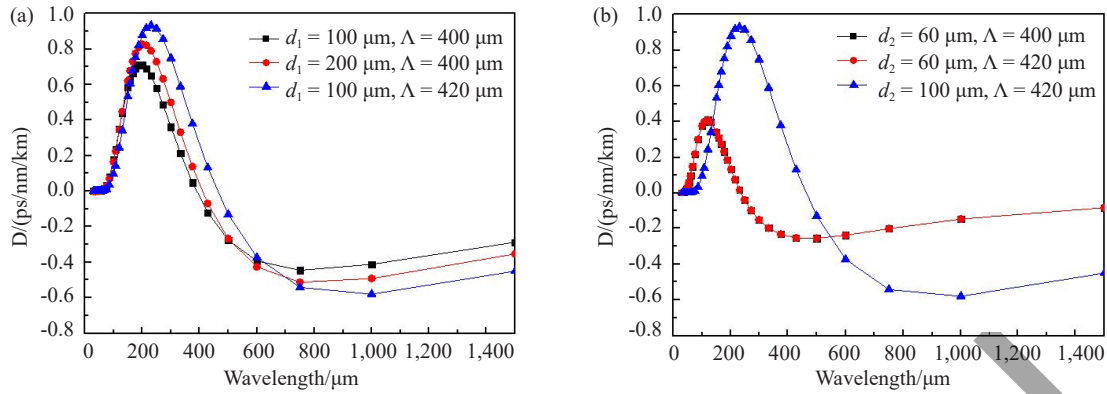 (a)
d₁ = 100 μm, Λ = 400 μm
d₁ = 200 μm, Λ = 400 μm
d₁ = 100 μm, Λ = 420 μm
D/(ps/nm/km)
1.0
0.8
0.6
0.4
0.2
0.0
-0.2
-0.4
-0.6
-0.8
0 200 400 600 800 1,000 1,200 1,400
Wavelength/μm
(b)
d₂ = 60 μm, Λ = 400 μm
d₂ = 60 μm, Λ = 420 μm
d₂ = 100 μm, Λ = 420 μm
D/(ps/nm/km)
1.0
0.8
0.6
0.4
0.2
0.0
-0.2
-0.4
-0.6
-0.8
0 200 400 600 800 1,000 1,200 1,400
Wavelength/μm